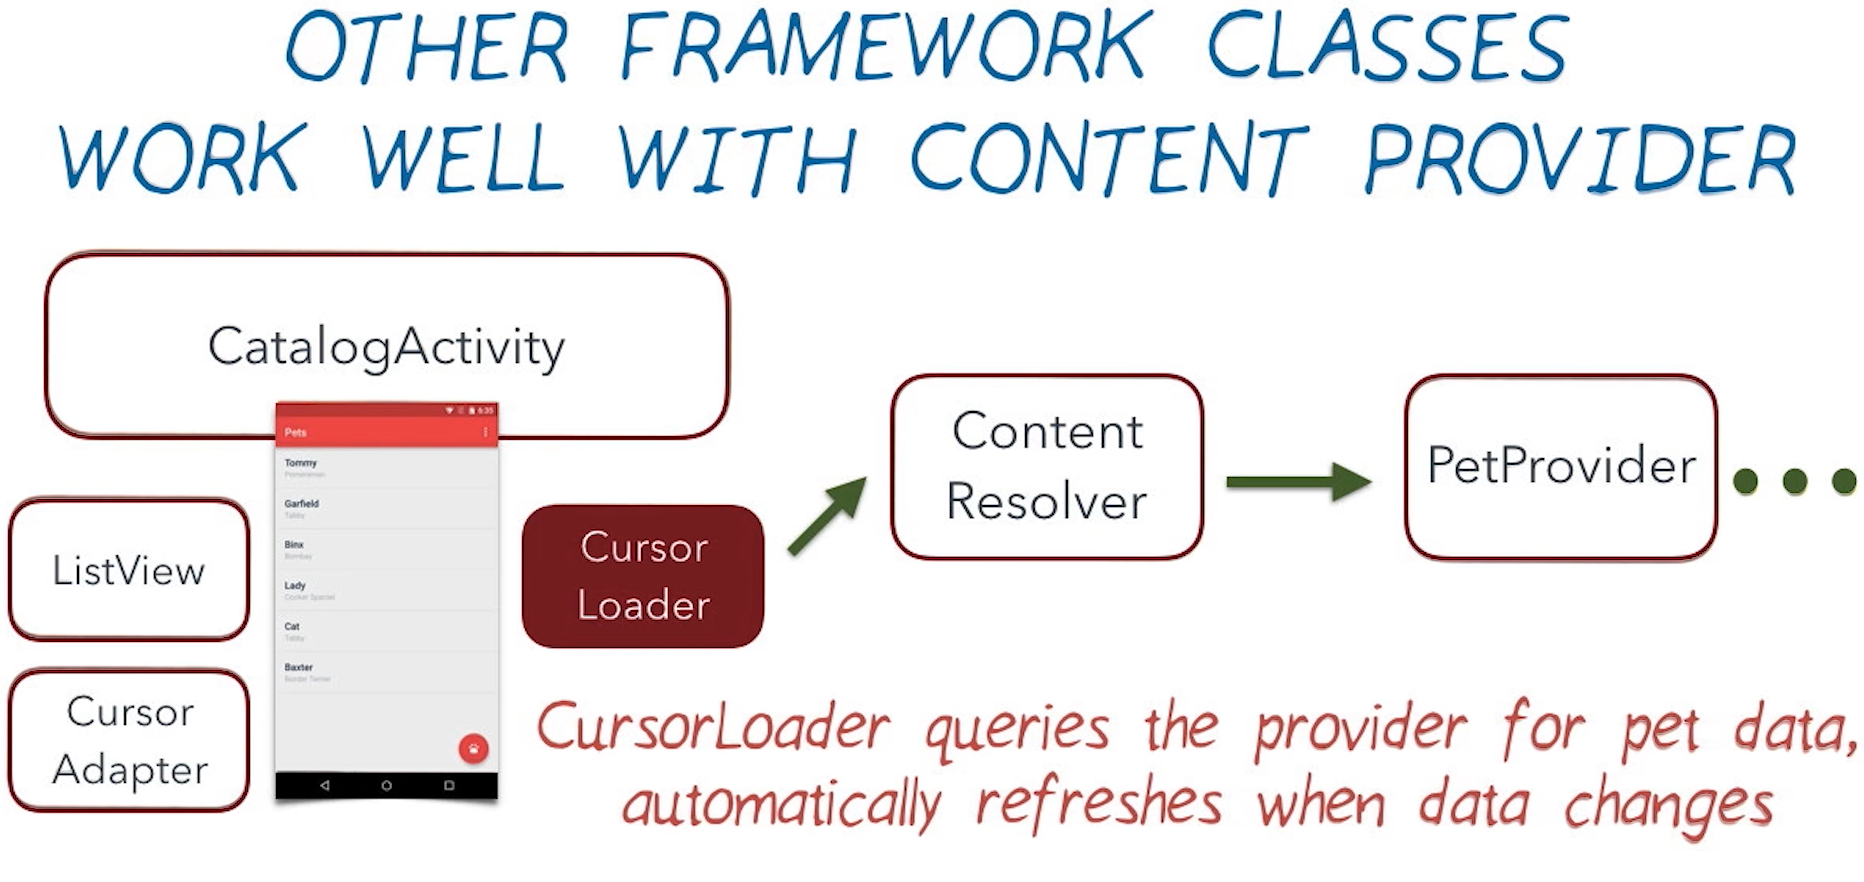 OTHER FRAMEWORK CLASSES
WORK WELL WITH CONTENT PROVIDER
CatalogActivity
ListView
Cursor
Adapter
6:35
Pets
Tommy
Pomeranian
Garfield
Tabby
Binx
Bombay
Lady
Cocker Spaniel
Cat
Tabby
Baxter
Border Terrier
Cursor
Loader
Content
Resolver
PetProvider
CursorLoader queries the provider for pet data,
automatically refreshes when data changes